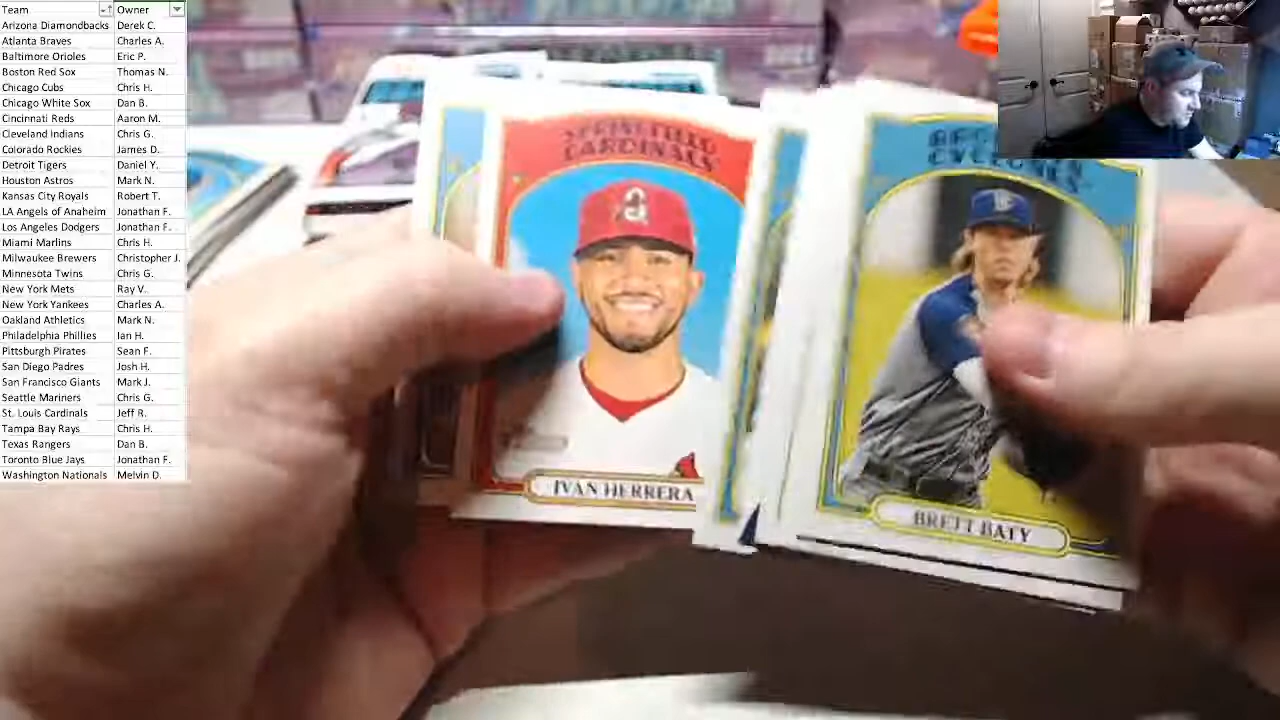 Team Owner
Arizona Diamondbacks Derek C.
Atlanta Braves Charles A.
Baltimore Orioles Eric P.
Boston Red Sox Thomas N.
Chicago Cubs Chris H.
Chicago White Sox Dan B.
Cincinnati Reds Aaron M.
Cleveland Indians Chris G.
Colorado Rockies James D.
Detroit Tigers Daniel Y.
Houston Astros Mark N.
Kansas City Royals Robert T.
LA Angels of Anaheim Jonathan F.
Los Angeles Dodgers Jonathan F.
Miami Marlins Chris H.
Milwaukee Brewers Christopher J.
Minnesota Twins Chris G.
New York Mets Ray V.
New York Yankees Charles A.
Oakland Athletics Mark N.
Philadelphia Phillies Ian H.
Pittsburgh Pirates Sean F.
San Diego Padres Josh H.
San Francisco Giants Mark J.
Seattle Mariners Chris G.
St. Louis Cardinals Jeff R.
Tampa Bay Rays Chris H.
Texas Rangers Dan B.
Toronto Blue Jays Jonathan F.
Washington Nationals Melvin D.
SPRINGFIELD
CARDINALS
IVAN HERRERA
CYCLONES
BRETT BATY